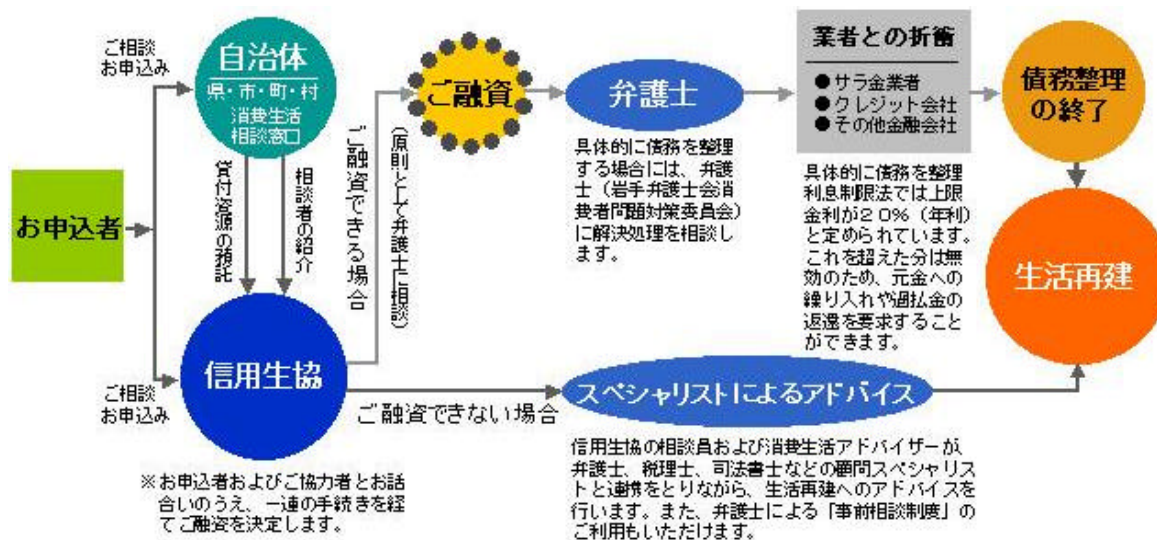 ご相談
お申込み
自治体
県・市・町・村
消費生活
相談窓口
お申込者
貸付資源の預託
相談者の紹介
信用生協
ご相談
お申込み
※お申込者およびご協力者とお話
合いのうえ、一連の手続きを経
てご融資を決定します。
ご融資できる場合
（原則として弁護士に相談）
ご融資
弁護士
具体的に債務を整理
する場合には、弁護
士（岩手弁護士会消
費者問題対策委員会）
に解決処理を相談し
ます。
業者との折衝
●サラ金業者
●クレジット会社
●その他金融会社
具体的に債務を整理
利息制限法では上限
金利が２０％（年利）
と定められています。
これを超えた分は無
効のため、元金への
繰り入れや過払金の
返還を要求すること
ができます。
債務整理
の終了
生活再建
ご融資できない場合
スペシャリストによるアドバイス
信用生協の相談員および消費生活アドバイザーが、
弁護士、税理士、司法書士などの顧問スペシャリス
トと連携をとりながら、生活再建へのアドバイスを
行います。また、弁護士による「事前相談制度」の
ご利用もいただけます。